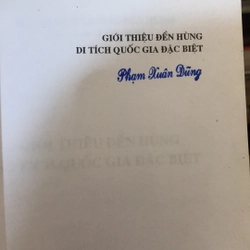 GIỚI THIỆU ĐỀN HÙNG
DI TÍCH QUỐC GIA ĐẶC BIỆT
Phạm Xuân Dũng